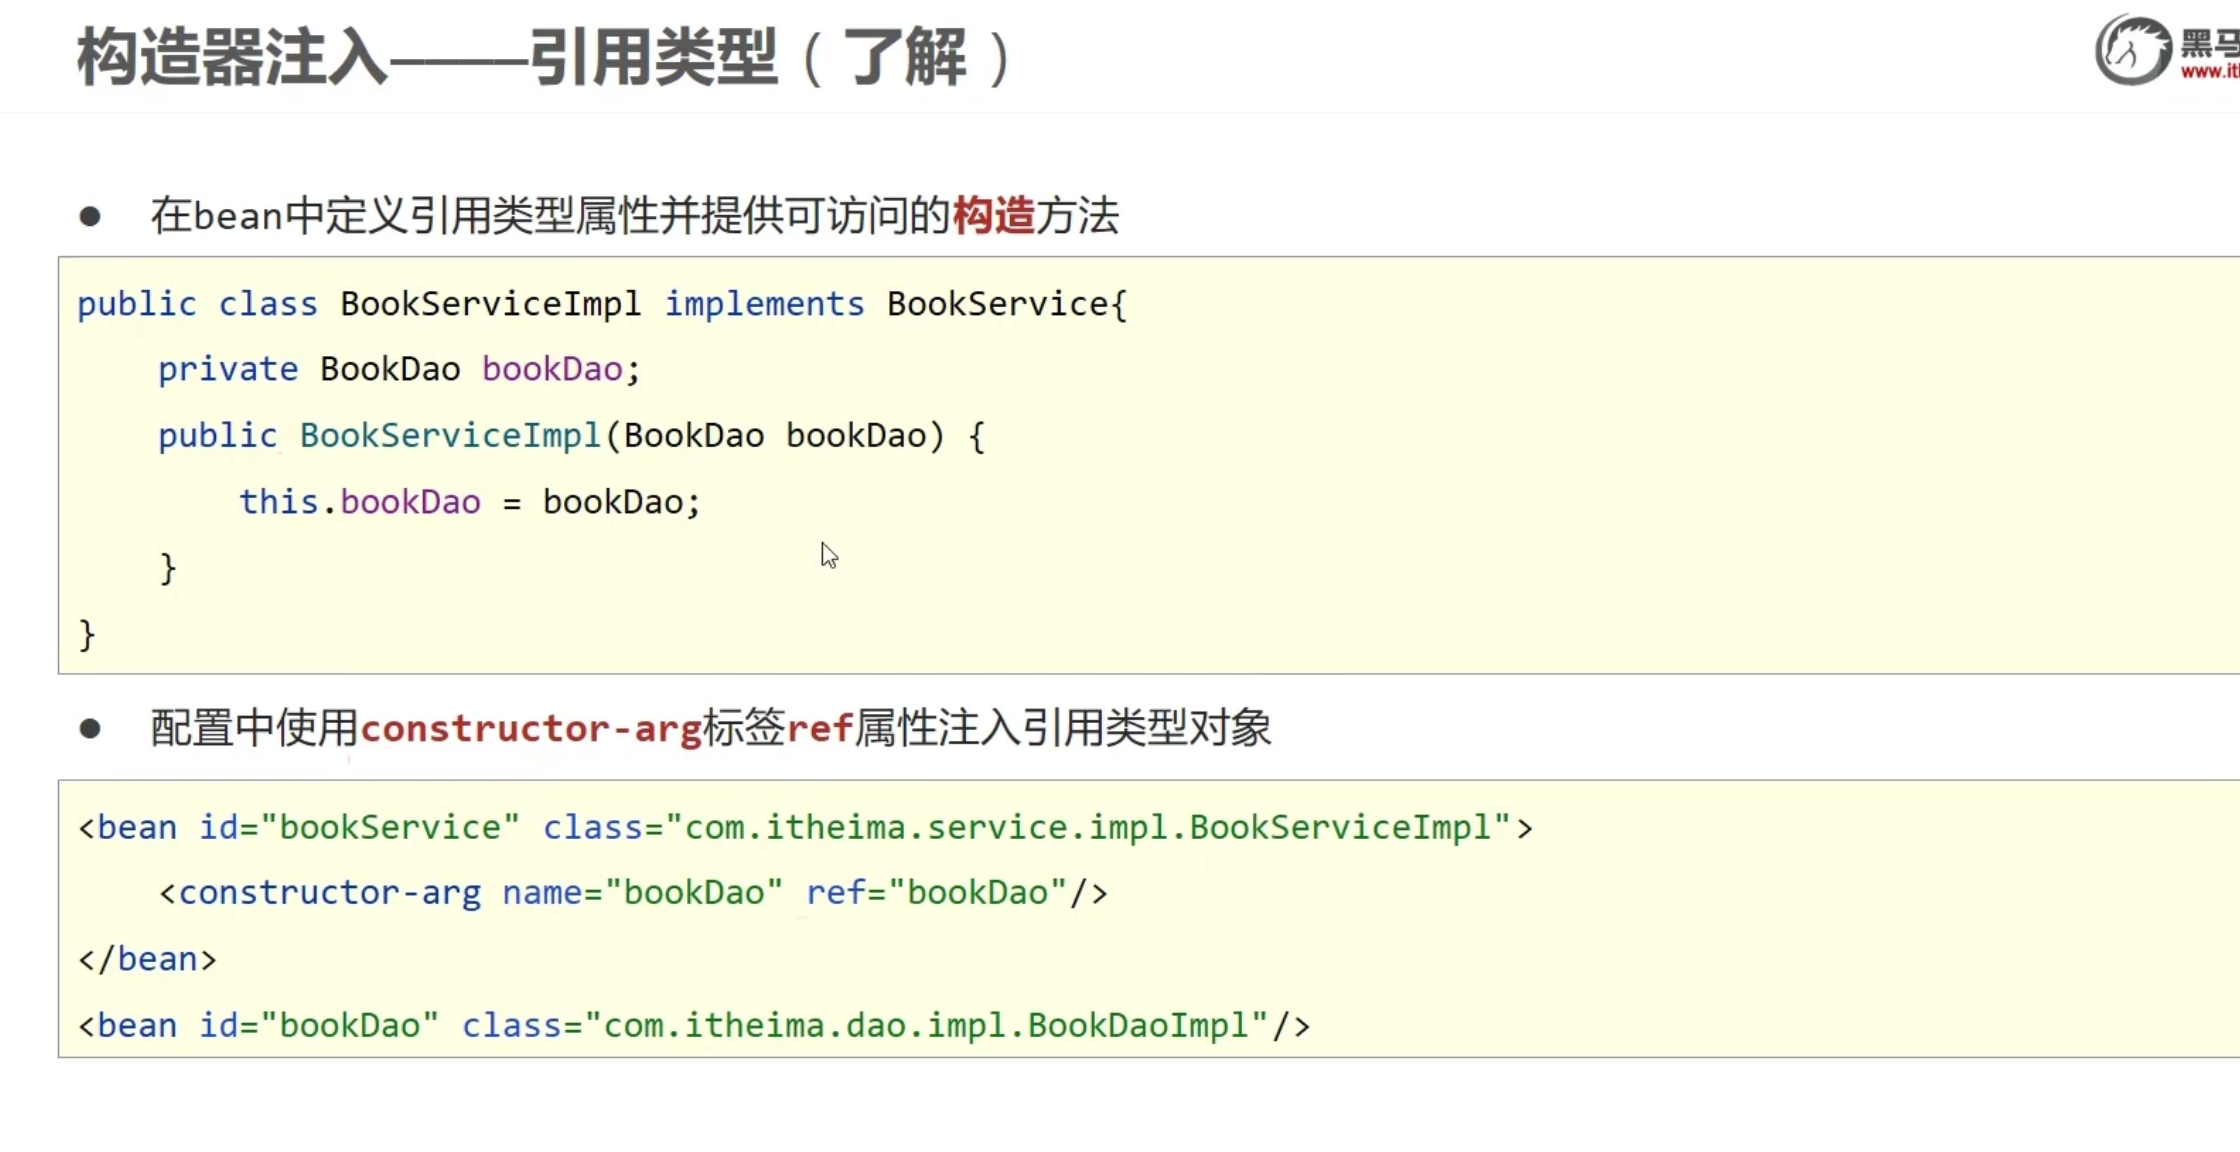 构造器注入——引用类型（了解）
黑马
www.it
● 在bean中定义引用类型属性并提供可访问的构造方法
public class BookServiceImpl implements BookService{
    private BookDao bookDao;
    public BookServiceImpl(BookDao bookDao) {
        this.bookDao = bookDao;
    }
}
● 配置中使用constructor-arg标签ref属性注入引用类型对象
<bean id="bookService" class="com.itheima.service.impl.BookServiceImpl">
    <constructor-arg name="bookDao" ref="bookDao"/>
</bean>
<bean id="bookDao" class="com.itheima.dao.impl.BookDaoImpl"/>